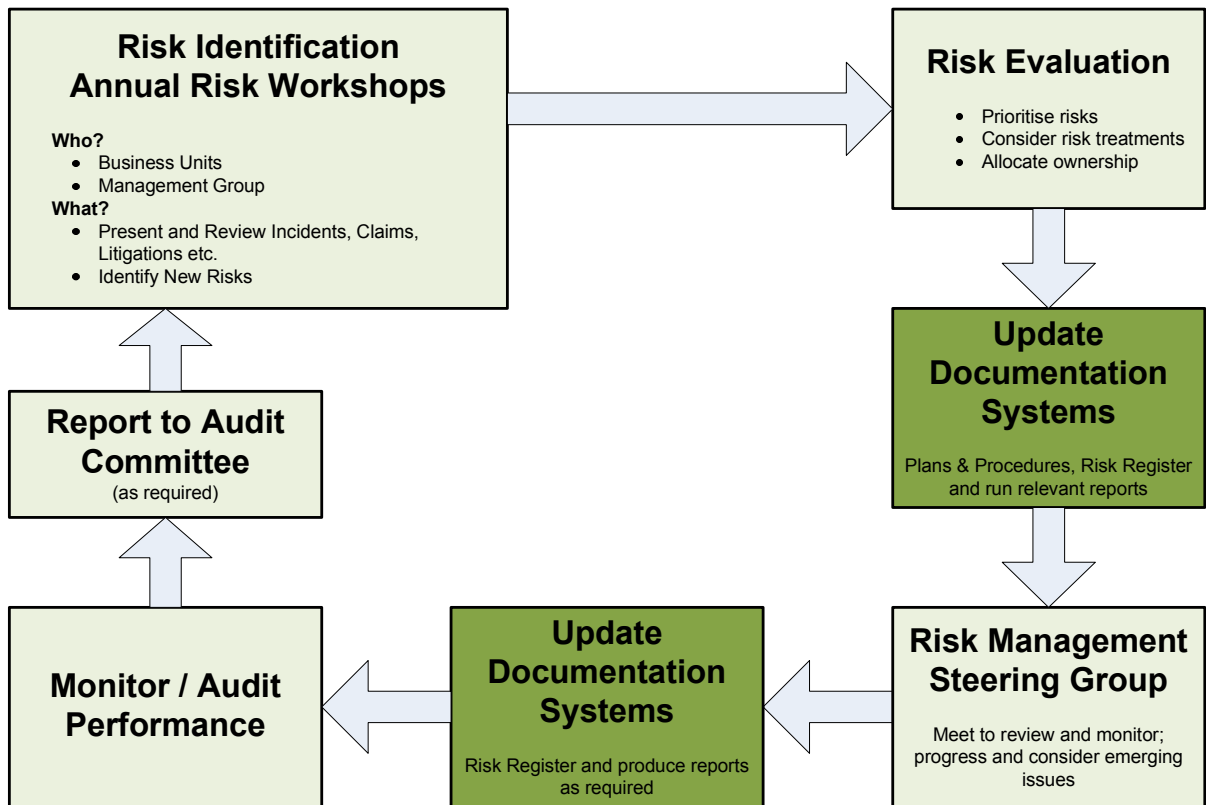 Risk Identification
Annual Risk Workshops
Who?
• Business Units
• Management Group
What?
• Present and Review Incidents, Claims,
Litigations etc.
• Identify New Risks
Risk Evaluation
• Prioritise risks
• Consider risk treatments
• Allocate ownership
Update
Documentation
Systems
Plans & Procedures, Risk Register
and run relevant reports
Risk Management
Steering Group
Meet to review and monitor;
progress and consider emerging
issues
Update
Documentation
Systems
Risk Register and produce reports
as required
Monitor / Audit
Performance
Report to Audit
Committee
(as required)